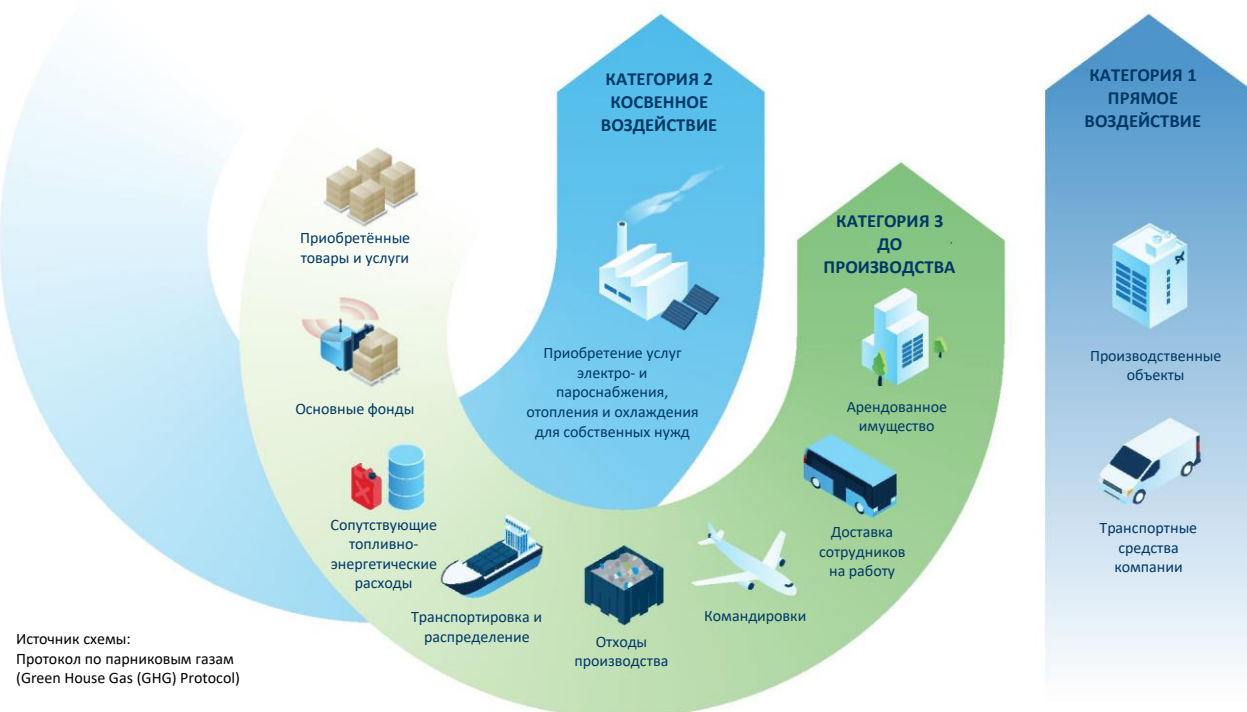 КАТЕГОРИЯ 2
КОСВЕННОЕ
ВОЗДЕЙСТВИЕ
Приобретение услуг
электро- и
пароснабжения,
отопления и охлаждения
для собственных нужд
КАТЕГОРИЯ 3
ДО
ПРОИЗВОДСТВА
Приобретённые
товары и услуги
Основные фонды
Сопутствующие
топливно-
энергетические
расходы
Транспортировка и
распределение
Отходы
производства
Командировки
Доставка
сотрудников
на работу
Арендованное
имущество
КАТЕГОРИЯ 1
ПРЯМОЕ
ВОЗДЕЙСТВИЕ
Производственные
объекты
Транспортные
средства
компании
Источник схемы:
Протокол по парниковым газам
(Green House Gas (GHG) Protocol)